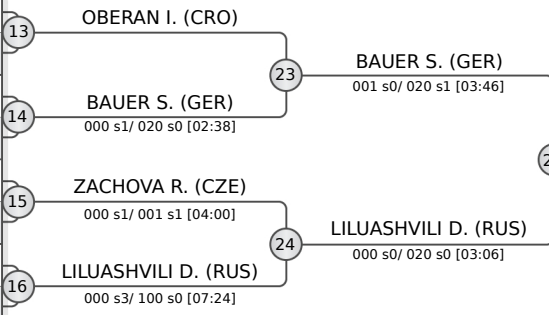 OBERAN I. (CRO)
13
BAUER S. (GER)
23
001 s0/ 020 s1 [03:46]
BAUER S. (GER)
14
000 s1/ 020 s0 [02:38]
ZACHOVA R. (CZE)
15
000 s1/ 001 s1 [04:00]
LILUASHVILI D. (RUS)
24
000 s0/ 020 s0 [03:06]
LILUASHVILI D. (RUS)
16
000 s3/ 100 s0 [07:24]